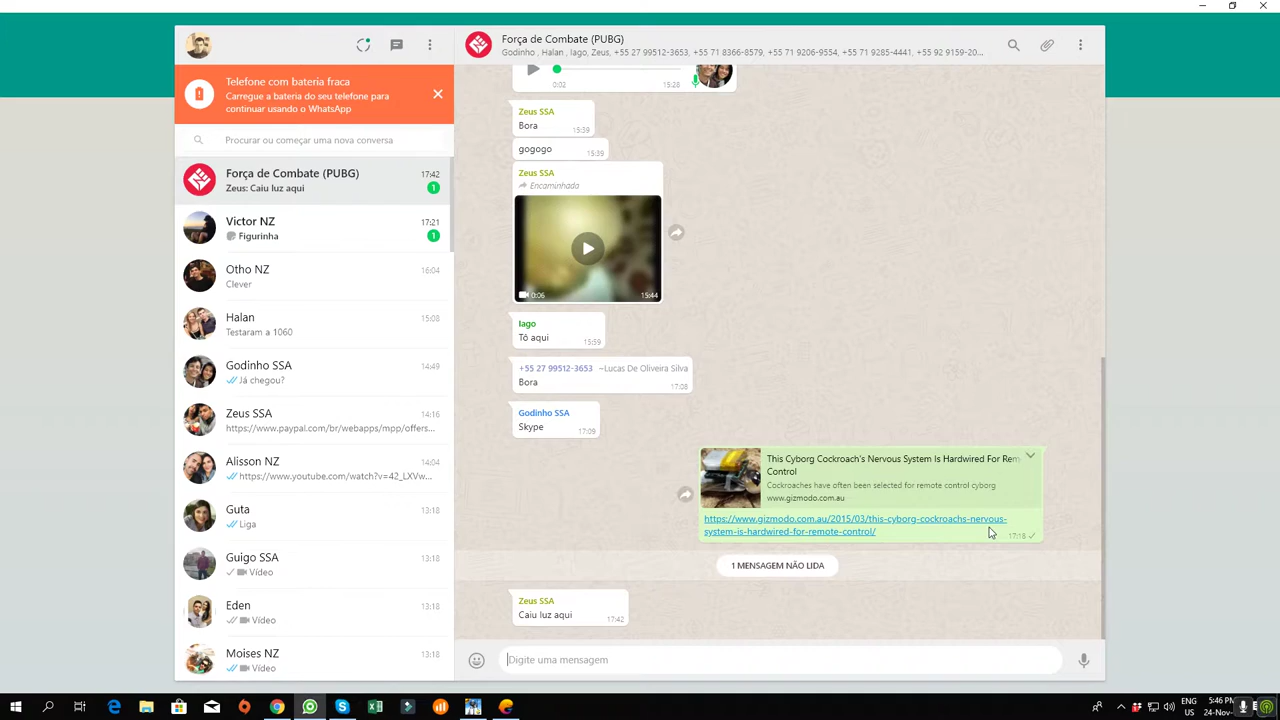 Telefone com bateria fraca
Carregue a bateria do seu telefone para
continuar usando o WhatsApp
Procurar ou começar uma nova conversa
Força de Combate (PUBG)
17:42
Zeus: Caiu luz aqui
1
Victor NZ
17:21
Figurinha
1
Otho NZ
16:04
Clever
Halan
15:08
Testaram a 1060
Godinho SSA
14:49
Já chegou?
Zeus SSA
14:16
https://www.paypal.com/br/webapps/mpp/offers...
Alisson NZ
14:04
https://www.youtube.com/watch?v=42_LXVw...
Guta
13:18
Liga
Guigo SSA
13:18
Vídeo
Eden
13:18
Vídeo
Moises NZ
13:18
Vídeo
Força de Combate (PUBG)
Godinho , Halan , Iago, Zeus, +55 27 99512-3653, +55 71 8366-8579, +55 71 9206-9554, +55 71 9285-4441, +55 92 9159-20...
0:02
15:28
Zeus SSA
Bora
15:39
gogogo
15:39
Zeus SSA
Encaminhada
0:06
15:44
Iago
Tô aqui
15:59
+55 27 99512-3653 ~Lucas De Oliveira Silva
Bora
17:08
Godinho SSA
Skype
17:09
This Cyborg Cockroach's Nervous System Is Hardwired For Rem
Control
Cockroaches have often been selected for remote control cyborg
www.gizmodo.com.au
https://www.gizmodo.com.au/2015/03/this-cyborg-cockroachs-nervous-
system-is-hardwired-for-remote-control/
17:18
1 MENSAGEM NÃO LIDA
Zeus SSA
Caiu luz aqui
17:42
Digite uma mensagem
ENG
US
5:46 PM
24-Nov-